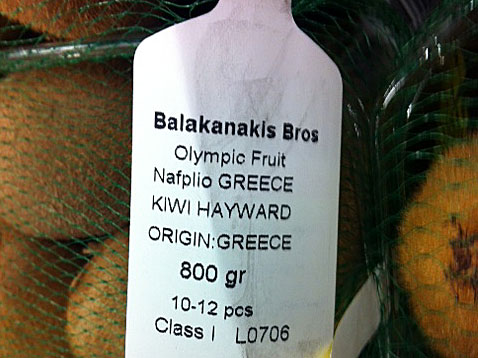 Balakanakis Bros
Olympic Fruit
Nafplio GREECE
KIWI HAYWARD
ORIGIN:GREECE
800 gr
10-12 pcs
Class I L0706